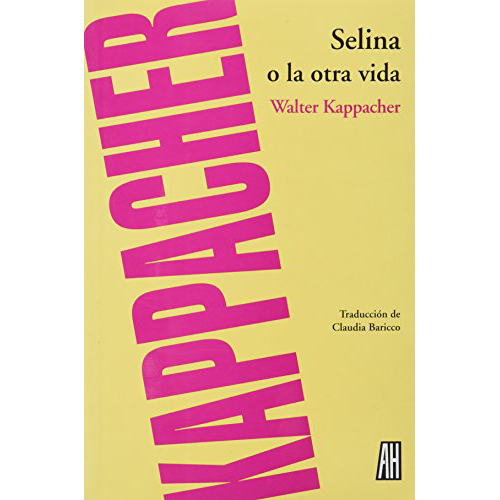 Selina
o la otra vida
Walter Kappacher
KAPPACHER
Traducción de
Claudia Baricco
AH